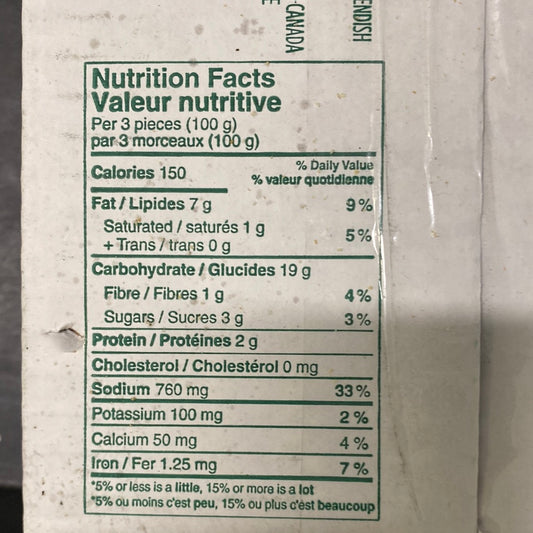 ENDISH
-CANADA
E
Nutrition Facts
Valeur nutritive
Per 3 pieces (100 g)
par 3 morceaux (100 g)
% Daily Value
Calories 150
% valeur quotidienne
Fat / Lipides 7 g 9 %
Saturated / saturés 1 g
+ Trans / trans 0 g 5 %
Carbohydrate / Glucides 19 g
Fibre / Fibres 1 g 4 %
Sugars / Sucres 3 g 3 %
Protein / Protéines 2 g
Cholesterol / Cholestérol 0 mg
Sodium 760 mg 33 %
Potassium 100 mg 2 %
Calcium 50 mg 4 %
Iron / Fer 1.25 mg 7 %
*5% or less is a little, 15% or more is a lot
*5% ou moins c'est peu, 15% ou plus c'est beaucoup